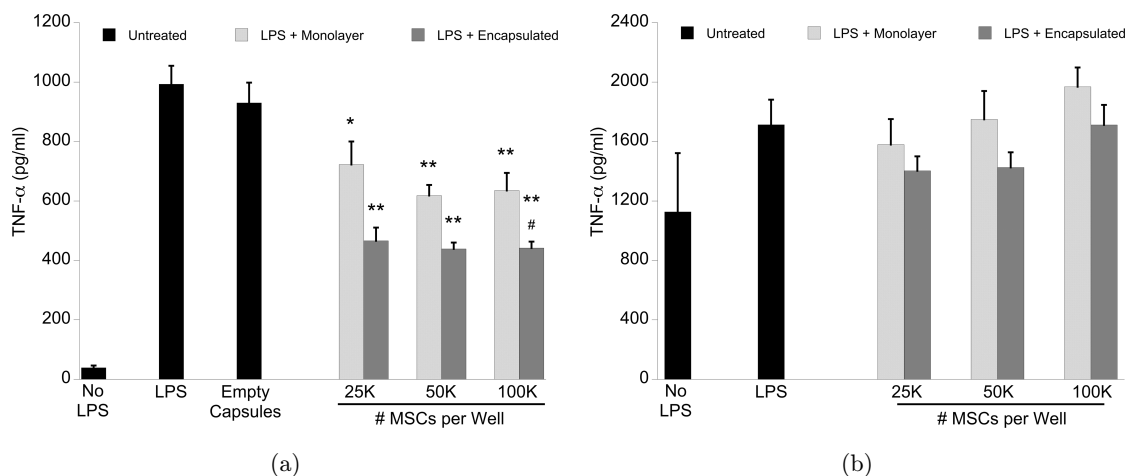 1200
1000
800
600
400
200
0
TNF-α (pg/ml)
Untreated
LPS + Monolayer
LPS + Encapsulated
*
**
**
**
**
**
#
No
LPS
LPS
Empty
Capsules
25K
50K
100K
# MSCs per Well
(a)
2400
2000
1600
1200
800
400
0
TNF-α (pg/ml)
Untreated
LPS + Monolayer
LPS + Encapsulated
No
LPS
LPS
25K
50K
100K
# MSCs per Well
(b)